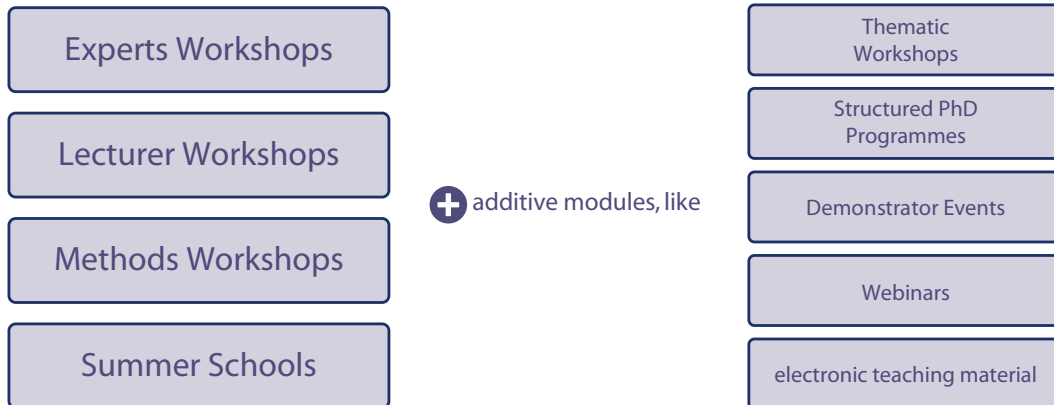 Experts Workshops
Lecturer Workshops
Methods Workshops
Summer Schools
additive modules, like
Thematic
Workshops
Structured PhD
Programmes
Demonstrator Events
Webinars
electronic teaching material